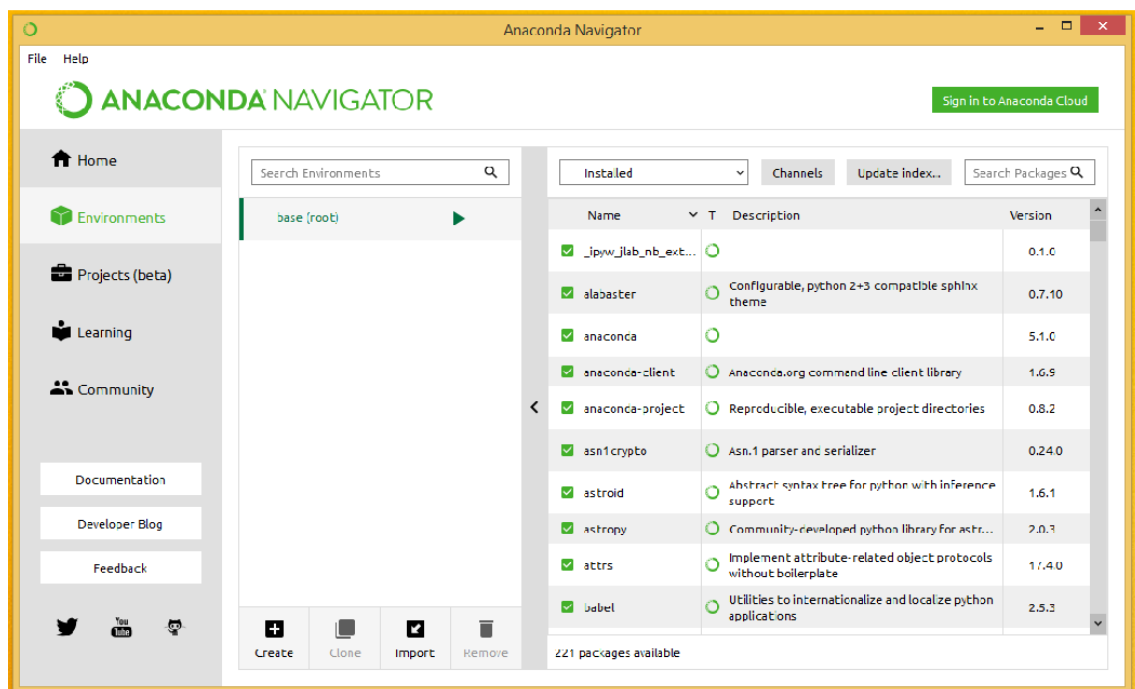 Anaconda Navigator
File Help
ANACONDA NAVIGATOR
Sign in to Anaconda Cloud
Home
Environments
Projects (beta)
Learning
Community
Documentation
Developer Blog
Feedback
You
Tube
Search Environments
base (root)
Create Clone Import Remove
Installed Channels Update index... Search Packages
Name T Description Version
_ipyw_jlab_nb_ext... 0.1.0
alabaster Configurable, python 2+3 compatible sphinx
theme 0.7.10
anaconda 5.1.0
anaconda-client Anaconda.org command line client library 1.6.9
anaconda-project Reproducible, executable project directories 0.8.2
asn1crypto Asn.1 parser and serializer 0.24.0
astroid Abstract syntax tree for python with inference
support 1.6.1
astropy Community-developed python library for astr... 2.0.3
attrs Implement attribute-related object protocols
without boilerplate 17.4.0
babel Utilities to internationalize and localize python
applications 2.5.3
221 packages available